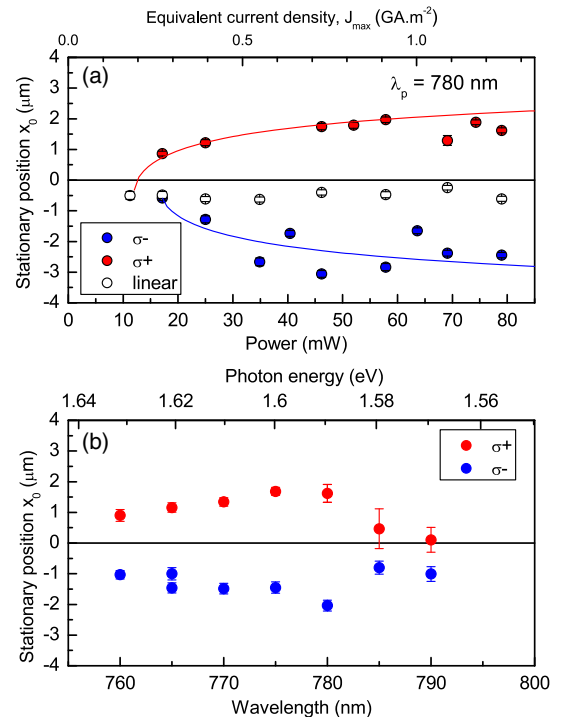 Equivalent current density, J_max (GA.m⁻²)
0.0 0.5 1.0
(a)
λ_p = 780 nm
Stationary position x₀ (μm)
4
3
2
1
0
-1
-2
-3
-4
σ-
σ+
linear
0 10 20 30 40 50 60 70 80
Power (mW)
Photon energy (eV)
1.64 1.62 1.6 1.58 1.56
(b)
σ+
σ-
Stationary position x₀ (μm)
4
3
2
1
0
-1
-2
-3
-4
760 770 780 790 800
Wavelength (nm)